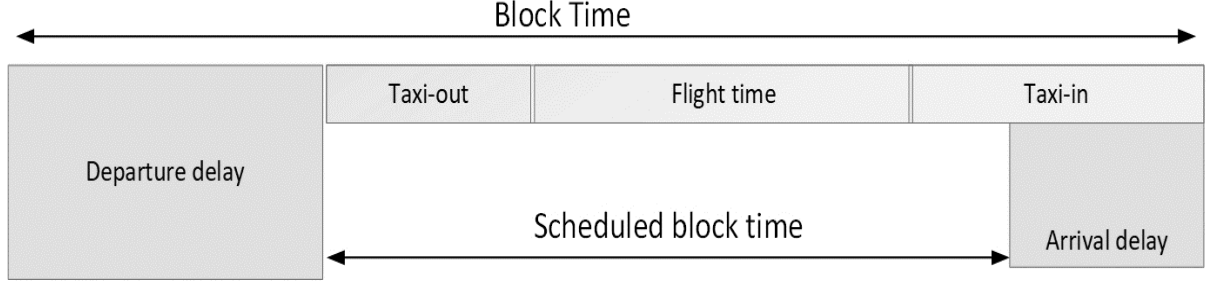 Block Time
Taxi-out
Flight time
Taxi-in
Departure delay
Scheduled block time
Arrival delay